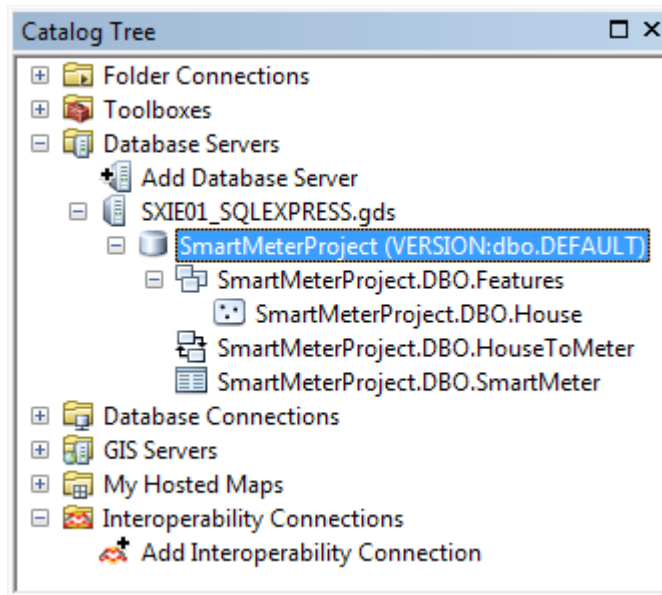 Catalog Tree
Folder Connections
Toolboxes
Database Servers
Add Database Server
SXIE01_SQLEXPRESS.gds
SmartMeterProject (VERSION:dbo.DEFAULT)
SmartMeterProject.DBO.Features
SmartMeterProject.DBO.House
SmartMeterProject.DBO.HouseToMeter
SmartMeterProject.DBO.SmartMeter
Database Connections
GIS Servers
My Hosted Maps
Interoperability Connections
Add Interoperability Connection